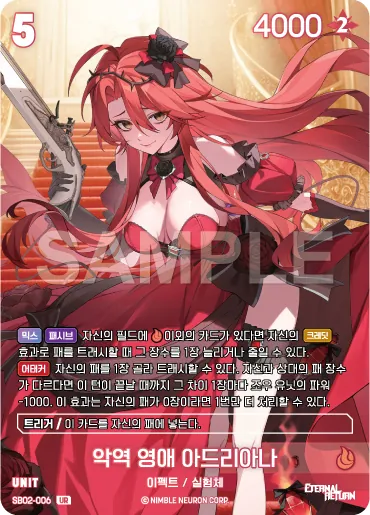 5
4000 2
SAMPLE
믹스 패시브 자신의 필드에 이외의 카드가 있다면 자신의 크레딧
효과로 패를 트래시할 때 그 장수를 1장 늘리거나 줄일 수 있다.
어태커 자신의 패를 1장 골라 트래시할 수 있다. 자신과 상대의 패 장수
가 다르다면 이 턴이 끝날 때까지 그 차이 1장마다 조우 유닛의 파워
-1000. 이 효과는 자신의 패가 0장이라면 1번만 더 처리할 수 있다.
트리거 / 이 카드를 자신의 패에 넣는다.
악역 영애 아드리아나
UNIT
이펙트 / 실험체
SB02-006 UR
© NIMBLE NEURON CORP.
ETERNAL RETURN